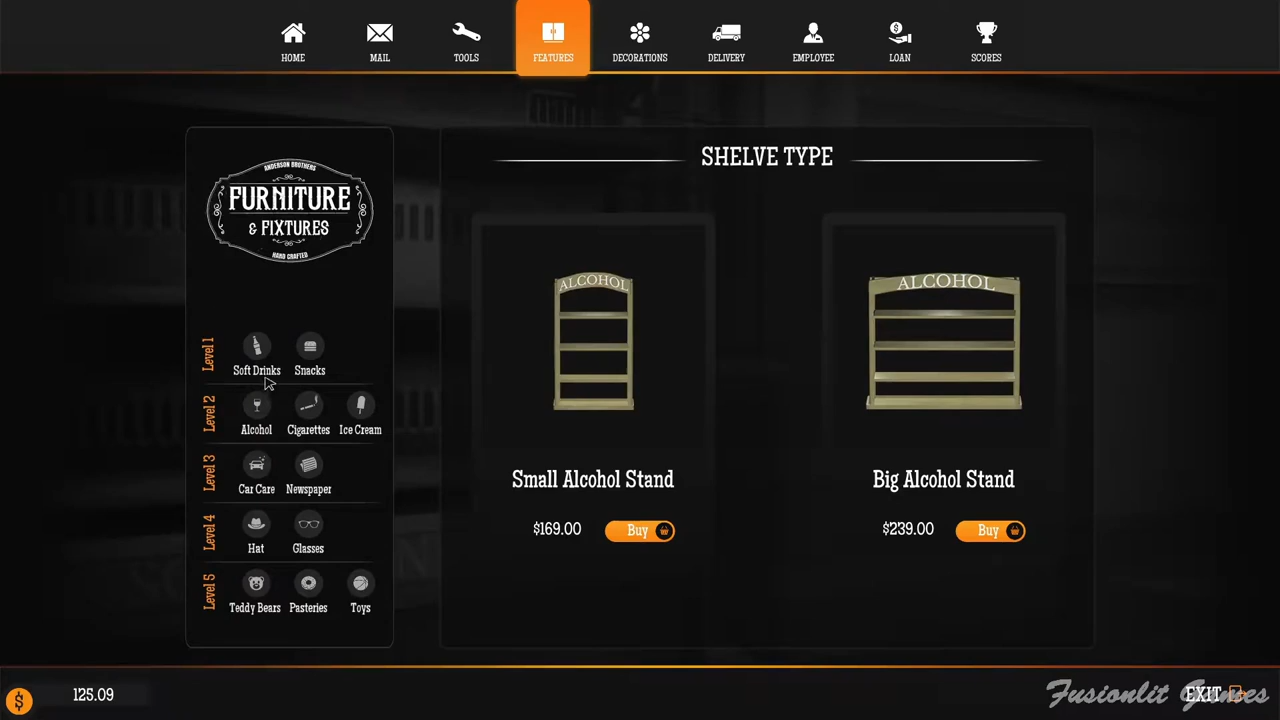 HOME MAIL TOOLS FEATURES DECORATIONS DELIVERY EMPLOYEE LOAN SCORES
ANDERSON BROTHERS
FURNITURE
& FIXTURES
HAND CRAFTED
Level 1
Soft Drinks Snacks
Level 2
Alcohol Cigarettes Ice Cream
Level 3
Car Care Newspaper
Level 4
Hat Glasses
Level 5
Teddy Bears Pasteries Toys
SHELVE TYPE
ALCOHOL ALCOHOL
Small Alcohol Stand Big Alcohol Stand
$169.00 Buy $239.00 Buy
$ 125.09
EXIT
Fusionlit Games